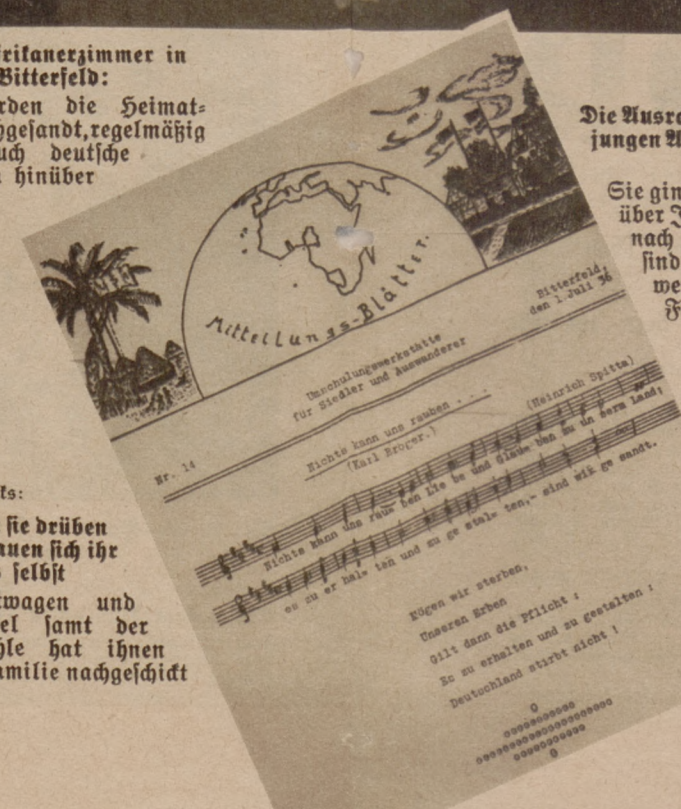 frikanerzimmer in
Bitterfeld:
rden die Heimat-
hgesandt, regelmäßig
uch deutsche
hinüber
ks:
sie drüben
auen sich ihr
selbst
twagen und
el samt der
hle hat ihnen
amilie nachgeschickt
Mitteilungs-Blätter.
Bitterfeld,
den 1.Juli 36
Umschulungswerkstätte
für Siedler und Auswanderer
Nr. 14
Nichts kann uns rauben . . .
(Karl Bröger.)
(Heinrich Spitta)
Nichts kann uns rau= ben Lie be und Glau= ben zu un serm Land;
es zu er hal= ten und zu ge stal= ten,= sind wir ge sandt.
Mögen wir sterben,
Unseren Erben
Gilt dann die Pflicht :
Es zu erhalten und zu gestalten :
Deutschland stirbt nicht !
Die Ausr
jungen A
Sie gin
über J
nach
sind
we
F